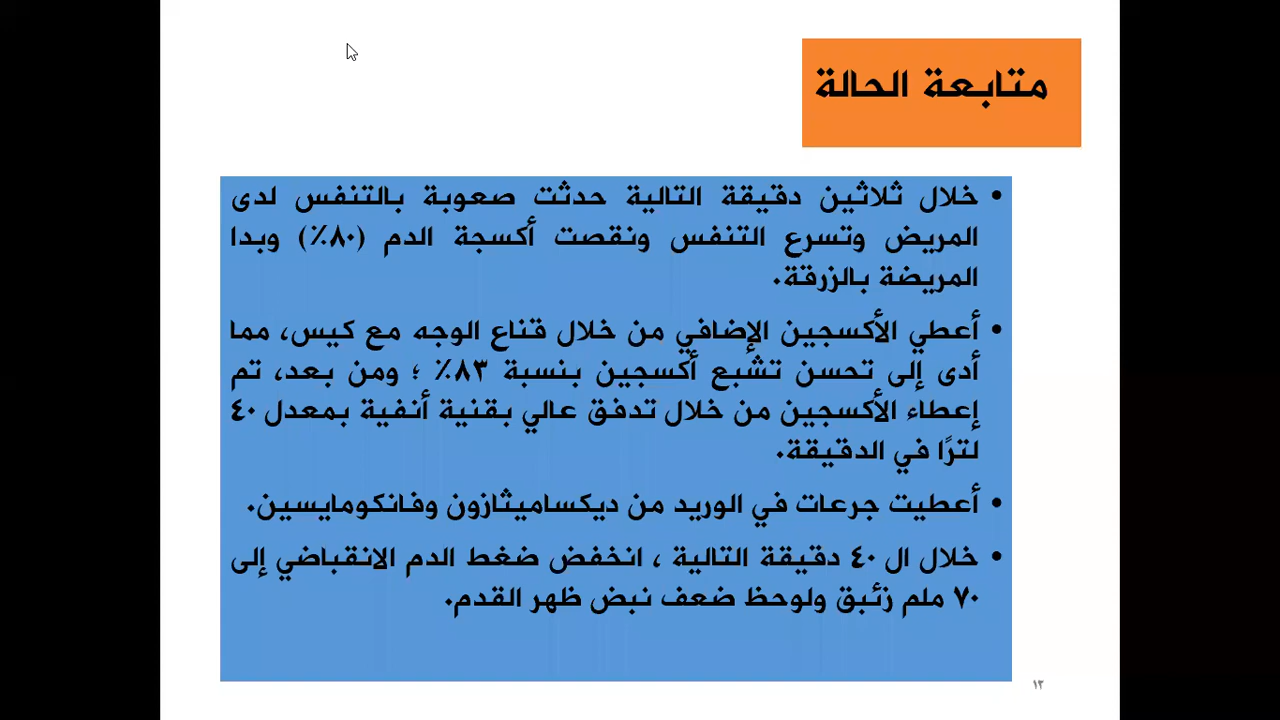 متابعة الحالة
• خلال ثلاثين دقيقة التالية حدثت صعوبة بالتنفس لدى
المريض وتسرع التنفس ونقصت أكسجة الدم (٨٠٪) وبدا
المريضة بالزرقة.
• أعطي الأكسجين الإضافي من خلال قناع الوجه مع كيس، مما
أدى إلى تحسن تشبع أكسجين بنسبة ٨٣٪ ؛ ومن بعد، تم
إعطاء الأكسجين من خلال تدفق عالي بقنية أنفية بمعدل ٤٠
لترًا في الدقيقة.
• أعطيت جرعات في الوريد من ديكساميثازون وفانكومايسين.
• خلال ال ٤٠ دقيقة التالية ، انخفض ضغط الدم الانقباضي إلى
٧٠ ملم زئبق ولوحظ ضعف نبض ظهر القدم.
١٢